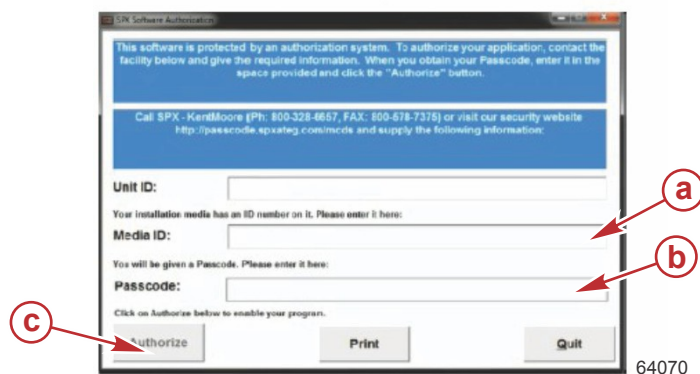 SPX Software Authorization
This software is protected by an authorization system. To authorize your application, contact the
facility below and give the required information. When you obtain your Passcode, enter it in the
space provided and click the "Authorize" button.
Call SPX - KentMoore (Ph: 800-328-6657, FAX: 800-578-7375) or visit our security website
http://passcode.spxateg.com/mcds and supply the following information:
Unit ID:
Your installation media has an ID number on it. Please enter it here:
a
Media ID:
You will be given a Passcode. Please enter it here:
b
Passcode:
Click on Authorize below to enable your program.
c
Authorize
Print
Quit
64070